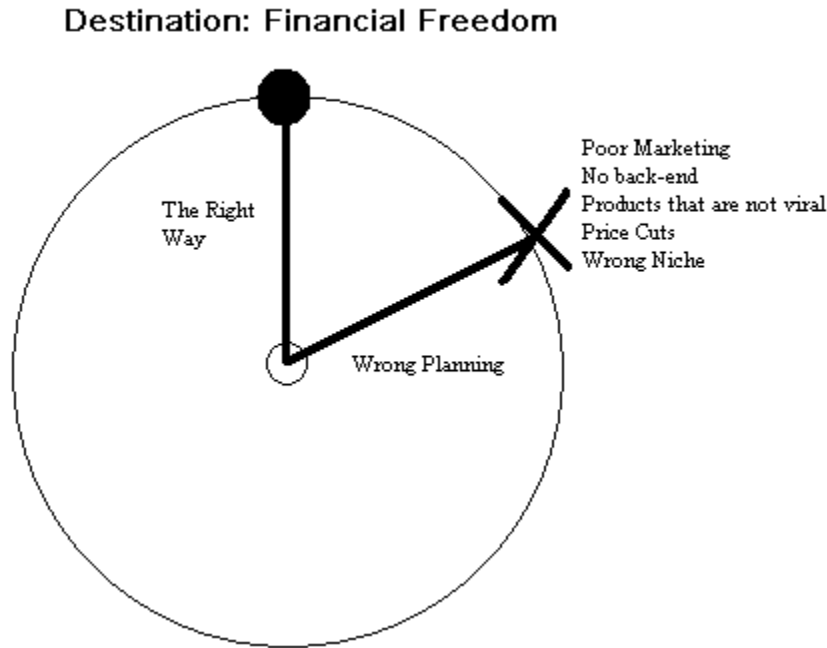 Destination: Financial Freedom
The Right
Way
Poor Marketing
No back-end
Products that are not viral
Price Cuts
Wrong Niche
Wrong Planning